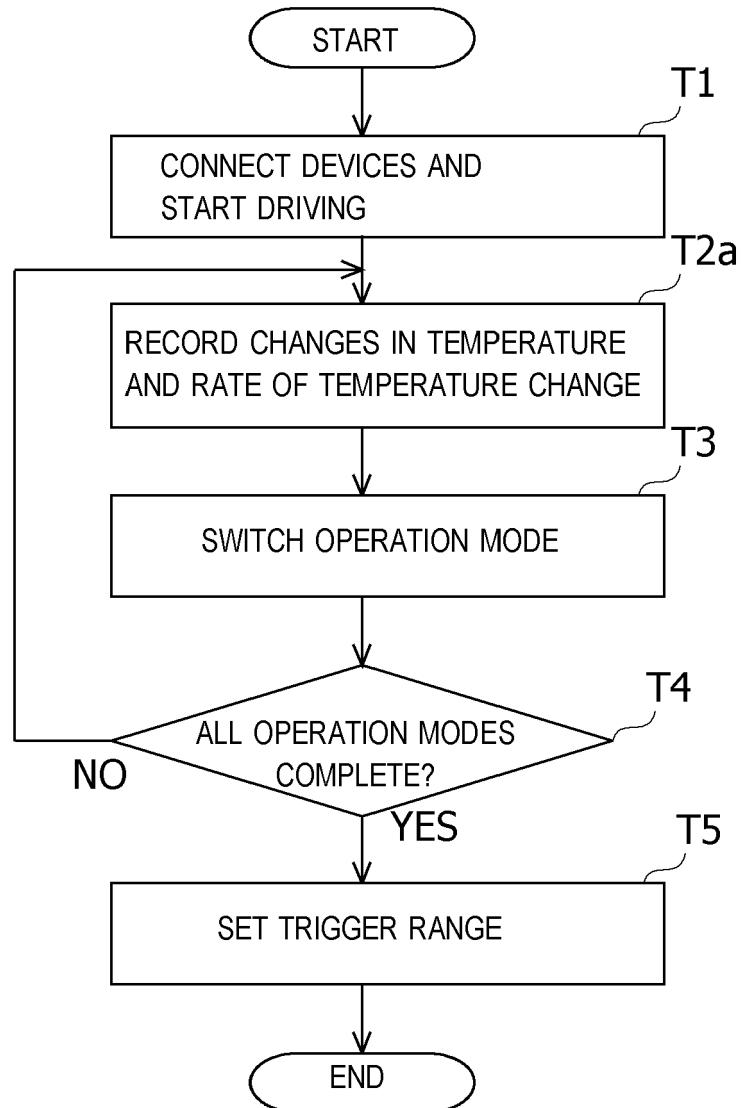 START
T1
CONNECT DEVICES AND
START DRIVING
T2a
RECORD CHANGES IN TEMPERATURE
AND RATE OF TEMPERATURE CHANGE
T3
SWITCH OPERATION MODE
T4
ALL OPERATION MODES
COMPLETE?
NO
YES
T5
SET TRIGGER RANGE
END